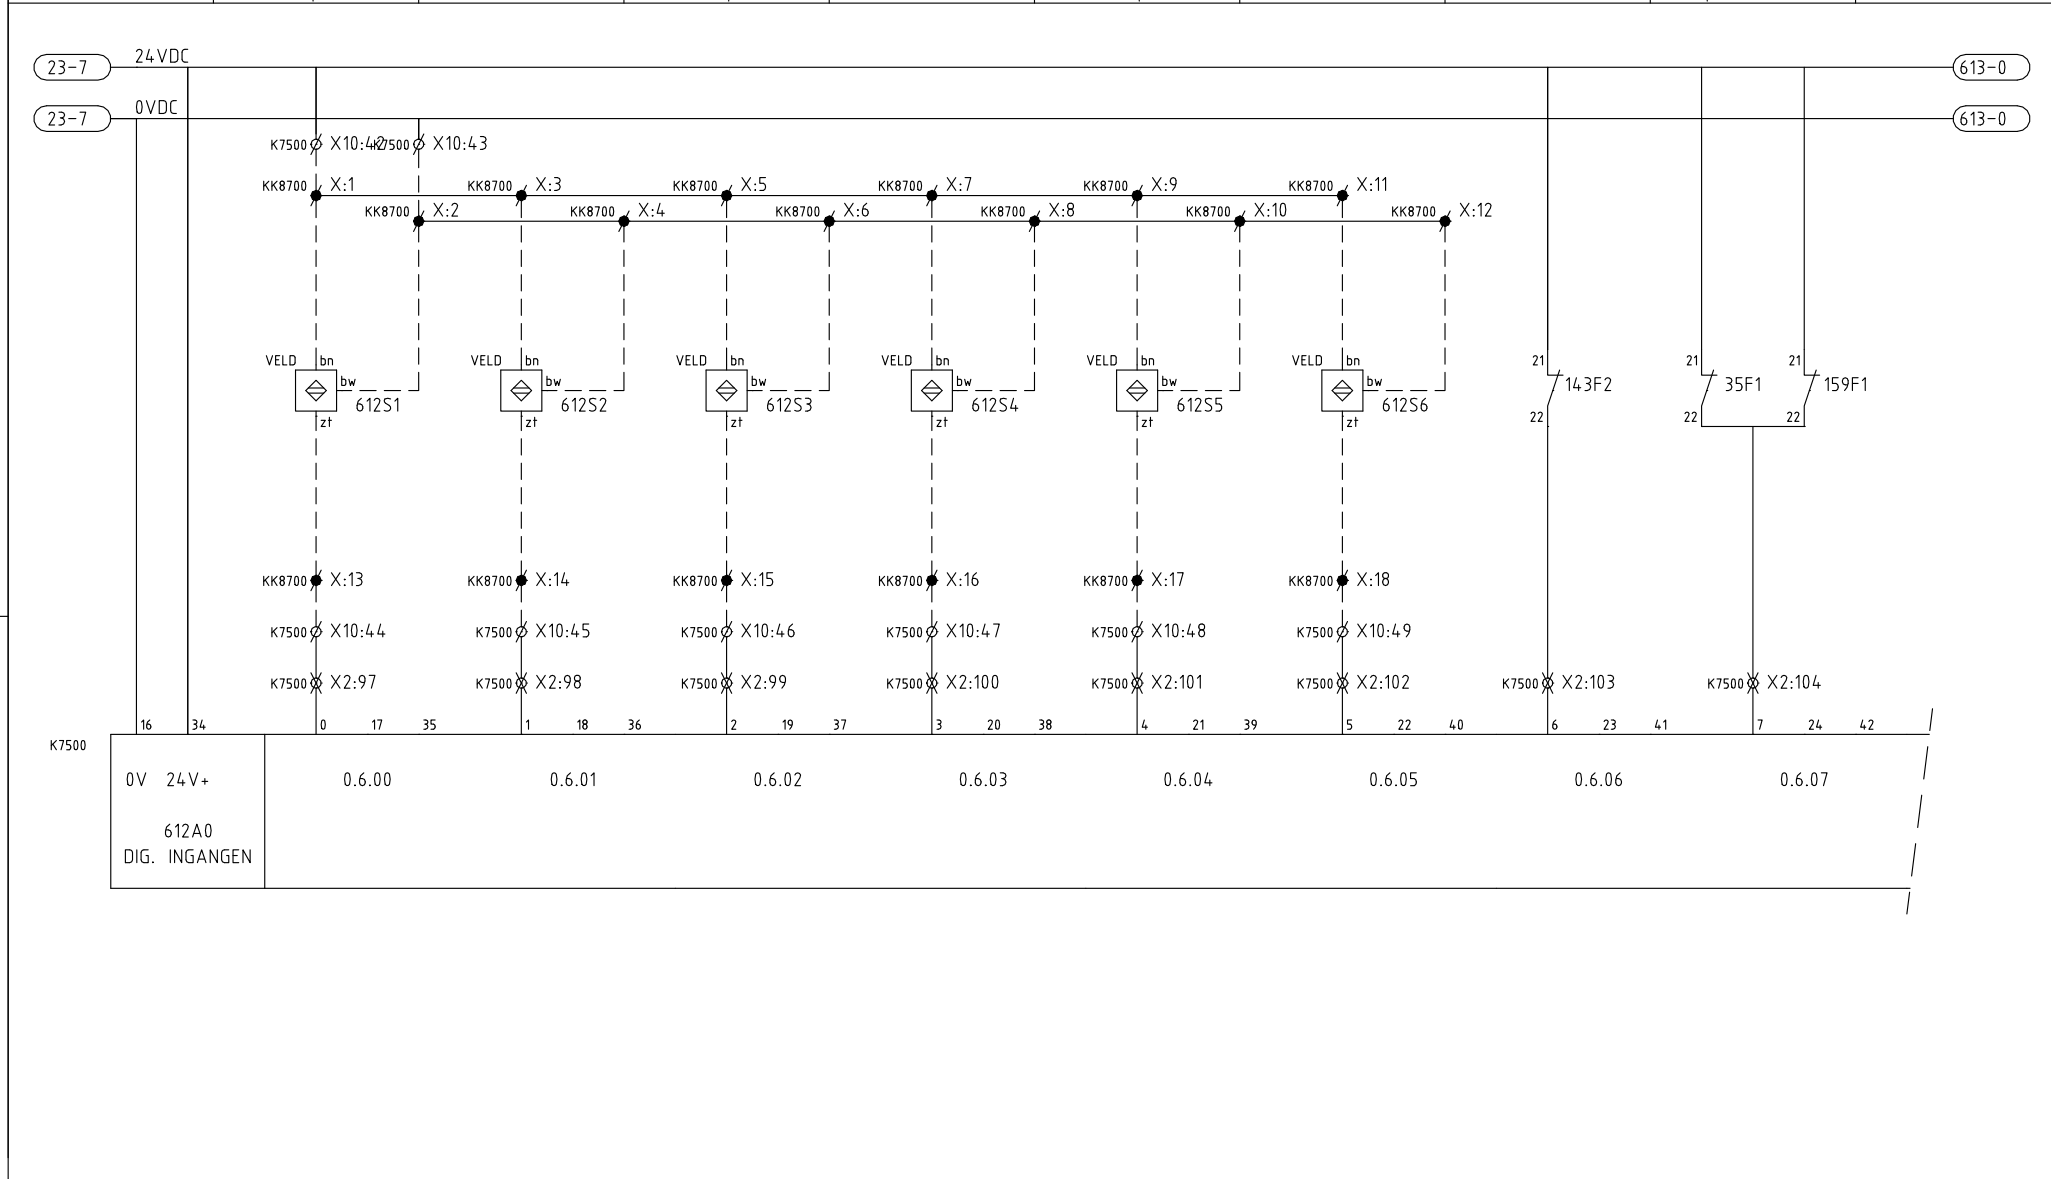 24VDC
23-7 613-0
0VDC
23-7 613-0
K7500 X10:42 K7500 X10:43
KK8700 X:1 KK8700 X:3 KK8700 X:5 KK8700 X:7 KK8700 X:9 KK8700 X:11
KK8700 X:2 KK8700 X:4 KK8700 X:6 KK8700 X:8 KK8700 X:10 KK8700 X:12
VELD bn VELD bn VELD bn VELD bn VELD bn VELD bn 21 21 21
bw bw bw bw bw bw 143F2 35F1 159F1
612S1 612S2 612S3 612S4 612S5 612S6
zt zt zt zt zt zt 22 22 22
KK8700 X:13 KK8700 X:14 KK8700 X:15 KK8700 X:16 KK8700 X:17 KK8700 X:18
K7500 X10:44 K7500 X10:45 K7500 X10:46 K7500 X10:47 K7500 X10:48 K7500 X10:49
K7500 X2:97 K7500 X2:98 K7500 X2:99 K7500 X2:100 K7500 X2:101 K7500 X2:102 K7500 X2:103 K7500 X2:104
16 34 0 17 35 1 18 36 2 19 37 3 20 38 4 21 39 5 22 40 6 23 41 7 24 42
K7500
0V 24V+ 0.6.00 0.6.01 0.6.02 0.6.03 0.6.04 0.6.05 0.6.06 0.6.07
612A0
DIG. INGANGEN